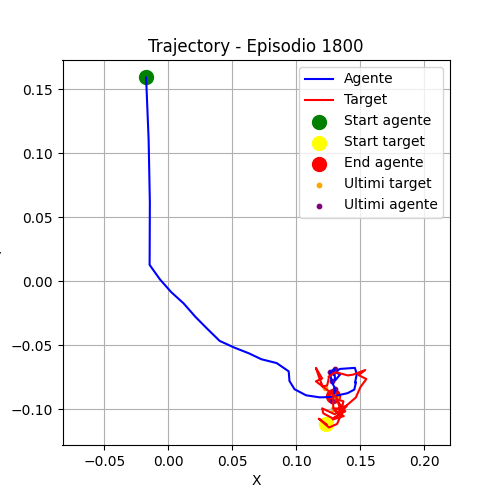 Trajectory - Episodio 1800
Agente
Target
Start agente
Start target
End agente
Ultimi target
Ultimi agente
0.15
0.10
0.05
0.00
−0.05
−0.10
−0.05
0.00
0.05
0.10
0.15
0.20
X